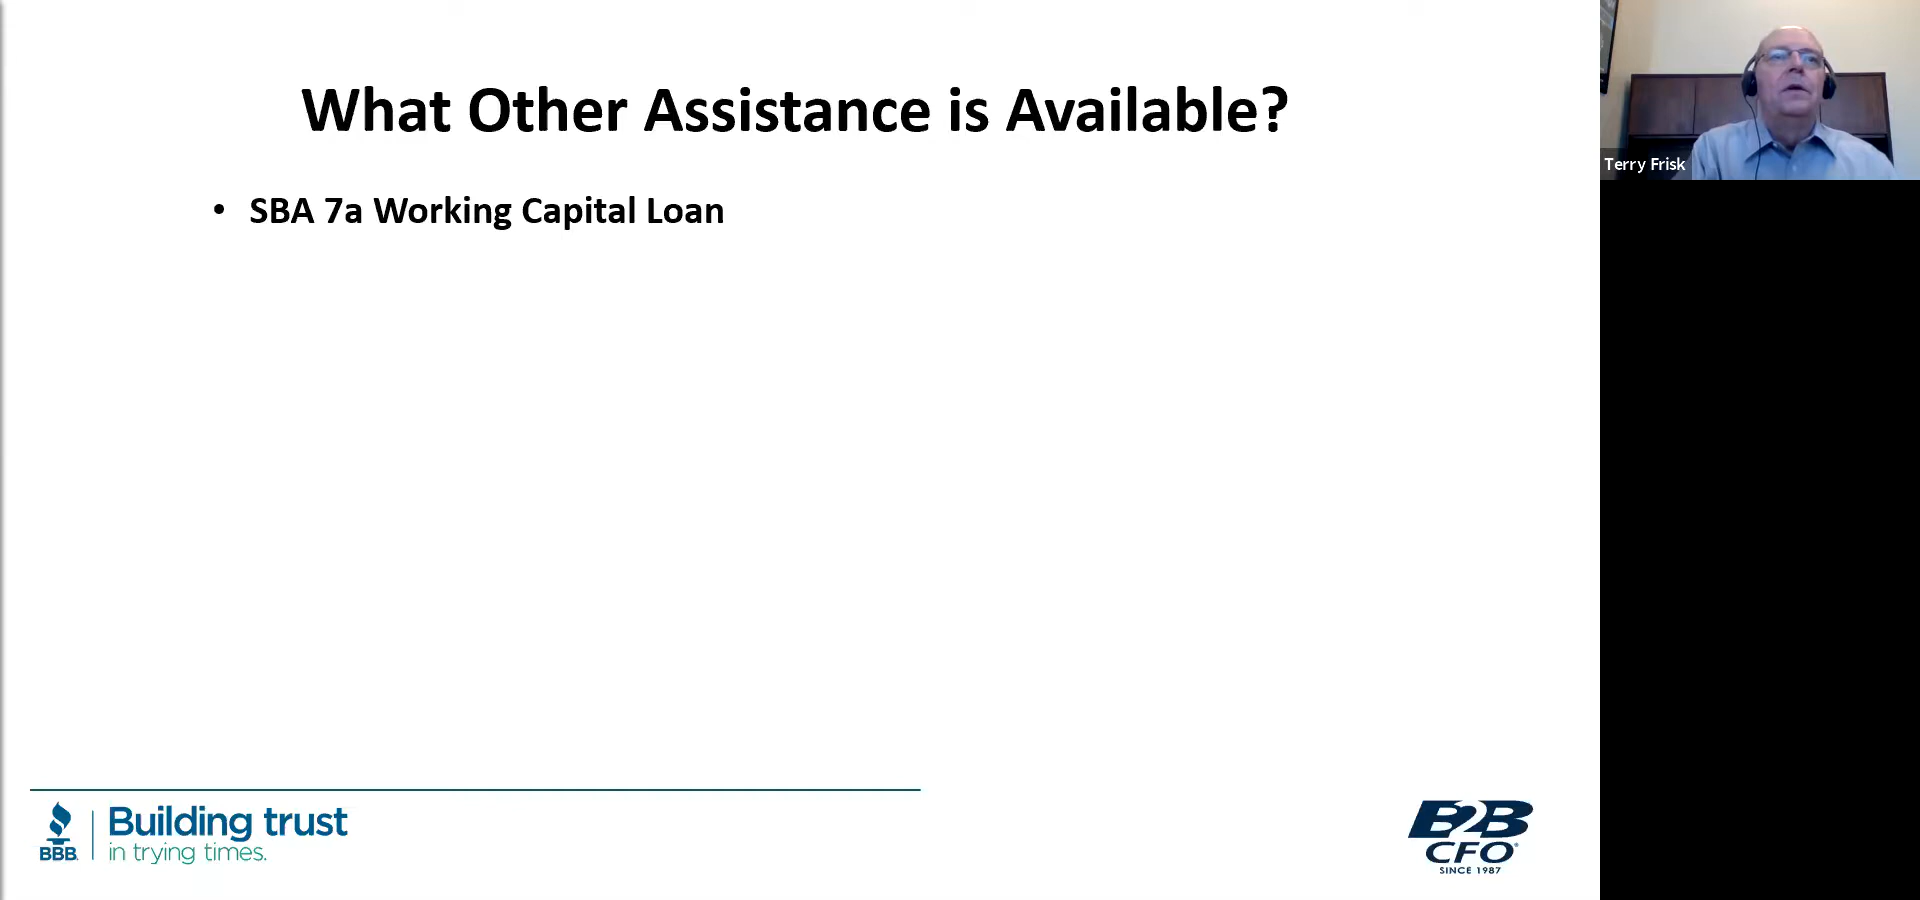 What Other Assistance is Available?
• SBA 7a Working Capital Loan
Terry Frisk
BBB
Building trust
in trying times.
B2B
CFO®
SINCE 1987